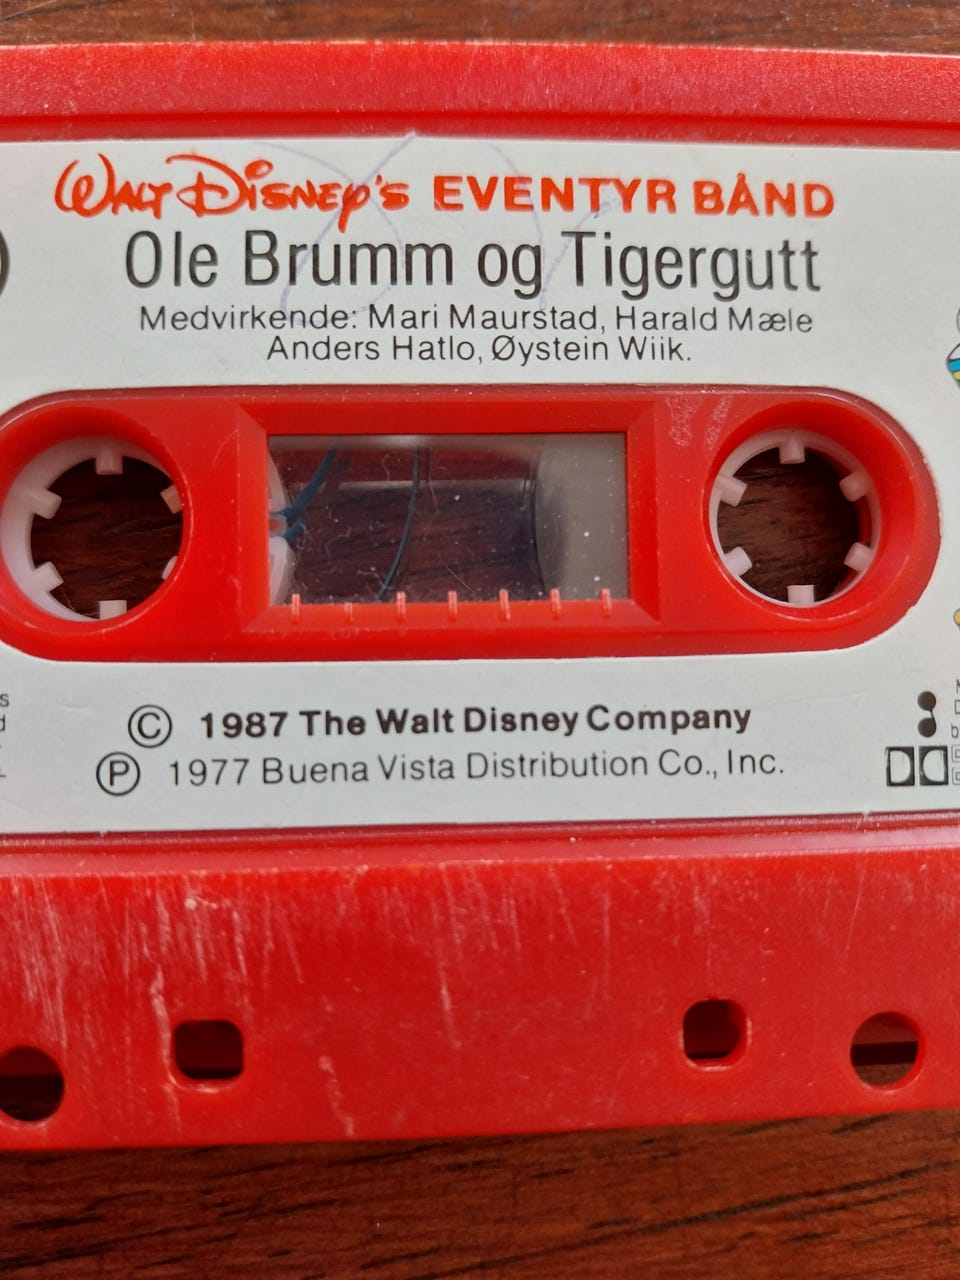 WALT DISNEY'S EVENTYR BÅND
Ole Brumm og Tigergutt
Medvirkende: Mari Maurstad, Harald Mæle
Anders Hatlo, Øystein Wiik.
© 1987 The Walt Disney Company
℗ 1977 Buena Vista Distribution Co., Inc.